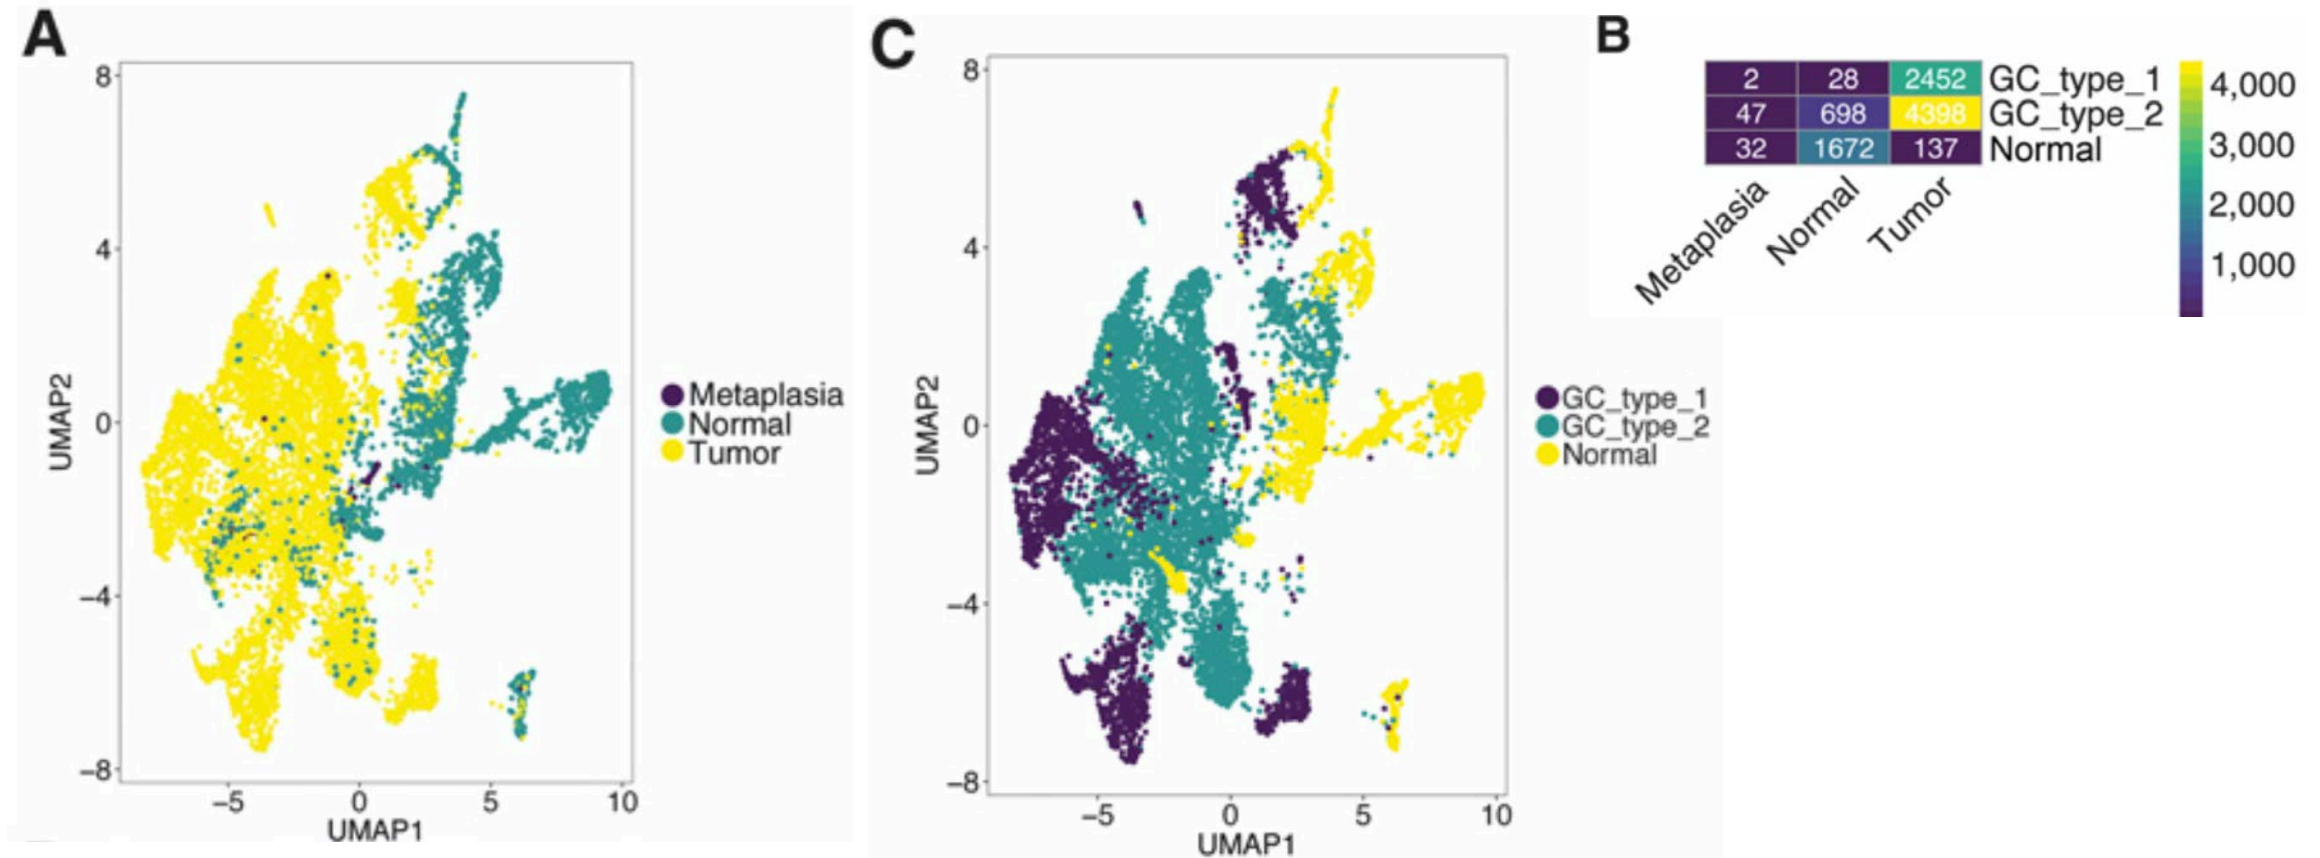 A
8
4
0
−4
−8
UMAP2
−5 0 5 10
UMAP1
Metaplasia
Normal
Tumor
C
8
4
0
−4
−8
UMAP2
−5 0 5 10
UMAP1
GC_type_1
GC_type_2
Normal
B
2 28 2452 GC_type_1
47 698 4398 GC_type_2
32 1672 137 Normal
Metaplasia Normal Tumor
4,000
3,000
2,000
1,000